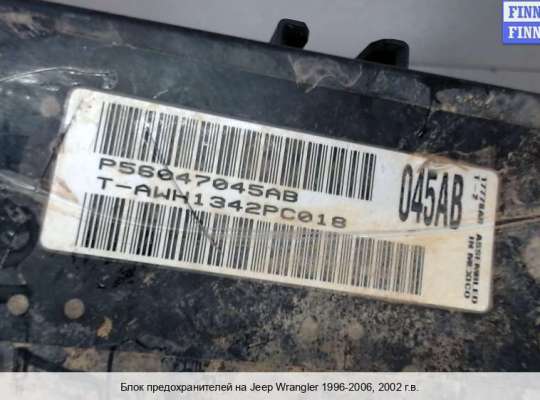 FINN
FINN
P56047045AB
T-AWH1342PC018
045AB
ASSEMBLED
IN MEXICO
Блок предохранителей на Jeep Wrangler 1996-2006, 2002 г.в.